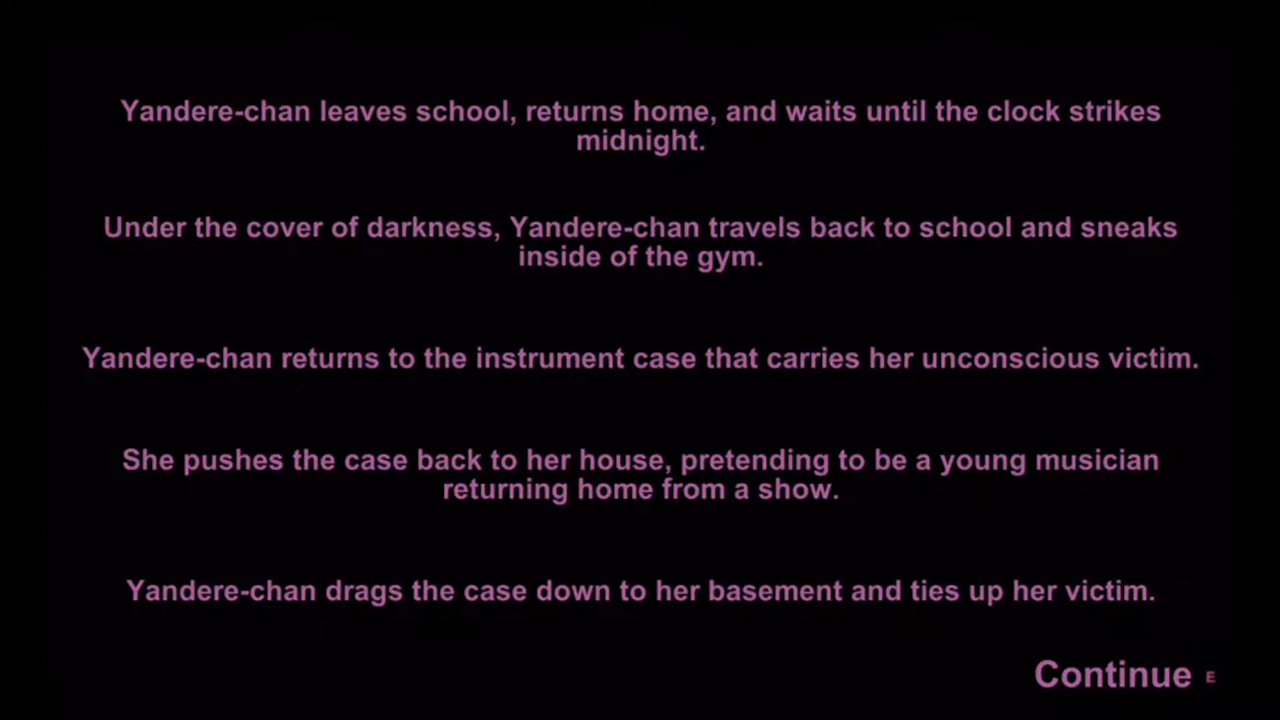 Yandere-chan leaves school, returns home, and waits until the clock strikes
midnight.
Under the cover of darkness, Yandere-chan travels back to school and sneaks
inside of the gym.
Yandere-chan returns to the instrument case that carries her unconscious victim.
She pushes the case back to her house, pretending to be a young musician
returning home from a show.
Yandere-chan drags the case down to her basement and ties up her victim.
Continue E